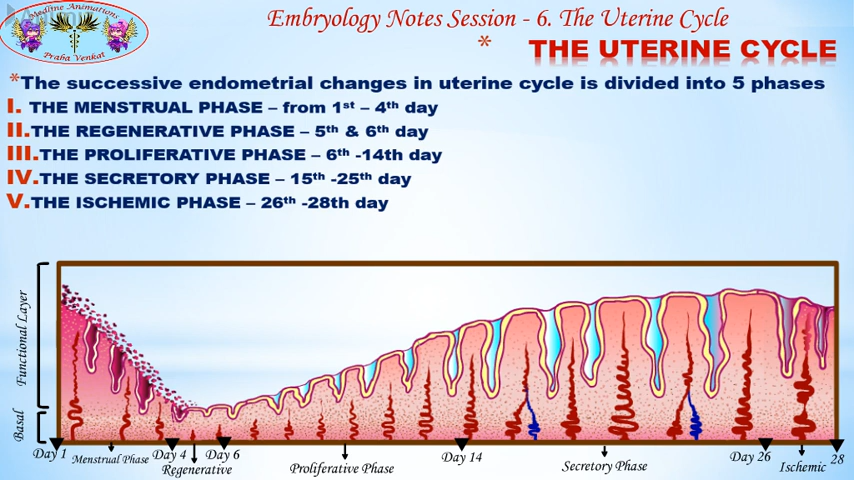 Medline Animations
Praba Venkat
Embryology Notes Session - 6. The Uterine Cycle
* THE UTERINE CYCLE
*The successive endometrial changes in uterine cycle is divided into 5 phases
I. THE MENSTRUAL PHASE – from 1st – 4th day
II.THE REGENERATIVE PHASE – 5th & 6th day
III.THE PROLIFERATIVE PHASE – 6th -14th day
IV.THE SECRETORY PHASE – 15th -25th day
V.THE ISCHEMIC PHASE – 26th -28th day
Functional Layer
Basal
Day 1
Menstrual Phase
Day 4
Regenerative
Day 6
Proliferative Phase
Day 14
Secretory Phase
Day 26
Ischemic
28